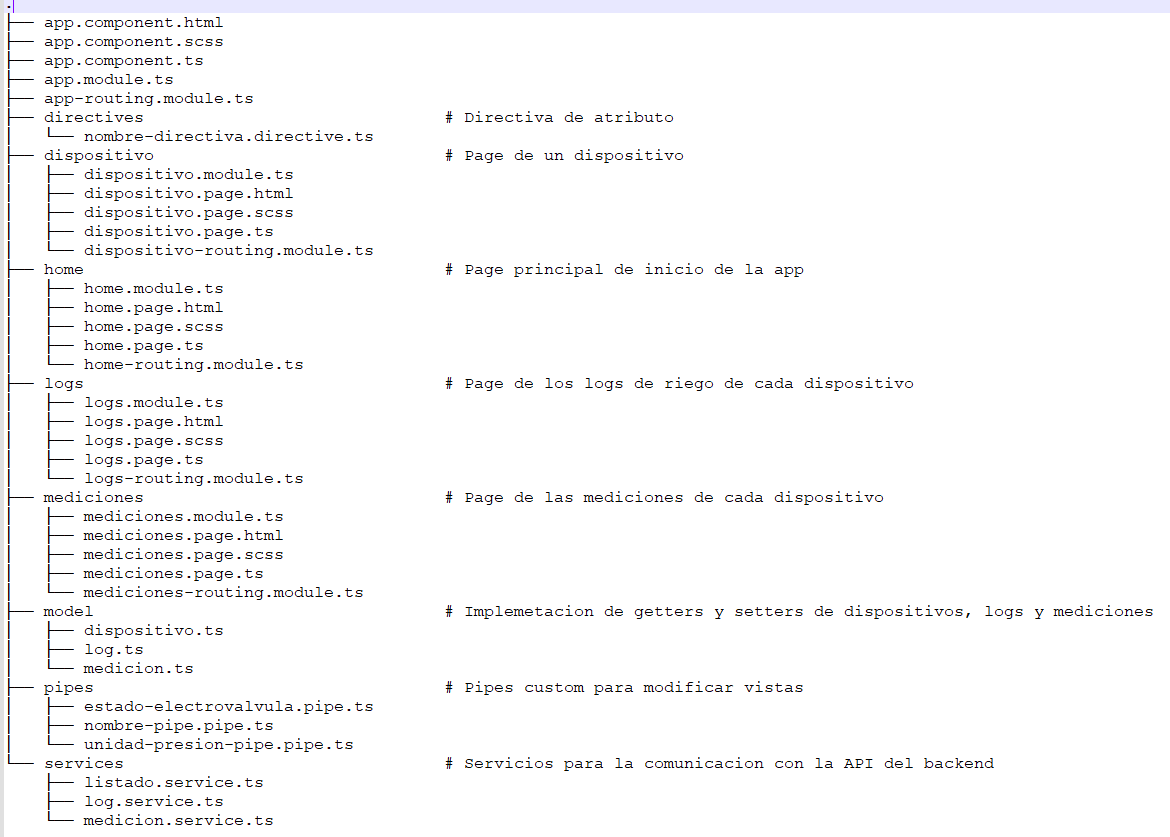 .
├── app.component.html
├── app.component.scss
├── app.component.ts
├── app.module.ts
├── app-routing.module.ts
├── directives                              # Directiva de atributo
│   └── nombre-directiva.directive.ts
├── dispositivo                             # Page de un dispositivo
│   ├── dispositivo.module.ts
│   ├── dispositivo.page.html
│   ├── dispositivo.page.scss
│   ├── dispositivo.page.ts
│   └── dispositivo-routing.module.ts
├── home                                    # Page principal de inicio de la app
│   ├── home.module.ts
│   ├── home.page.html
│   ├── home.page.scss
│   ├── home.page.ts
│   └── home-routing.module.ts
├── logs                                    # Page de los logs de riego de cada dispositivo
│   ├── logs.module.ts
│   ├── logs.page.html
│   ├── logs.page.scss
│   ├── logs.page.ts
│   └── logs-routing.module.ts
├── mediciones                              # Page de las mediciones de cada dispositivo
│   ├── mediciones.module.ts
│   ├── mediciones.page.html
│   ├── mediciones.page.scss
│   ├── mediciones.page.ts
│   └── mediciones-routing.module.ts
├── model                                   # Implemetacion de getters y setters de dispositivos, logs y mediciones
│   ├── dispositivo.ts
│   ├── log.ts
│   └── medicion.ts
├── pipes                                   # Pipes custom para modificar vistas
│   ├── estado-electrovalvula.pipe.ts
│   ├── nombre-pipe.pipe.ts
│   └── unidad-presion-pipe.pipe.ts
└── services                                # Servicios para la comunicacion con la API del backend
    ├── listado.service.ts
    ├── log.service.ts
    └── medicion.service.ts